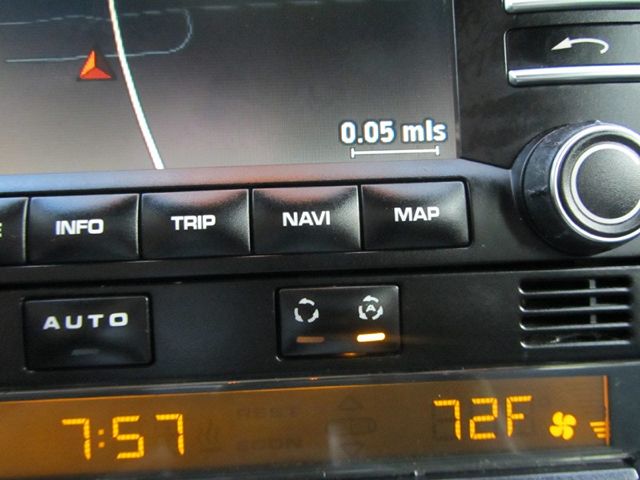 0.05 mls
INFO TRIP NAVI MAP
AUTO A
REST
7:57 72F
ECON